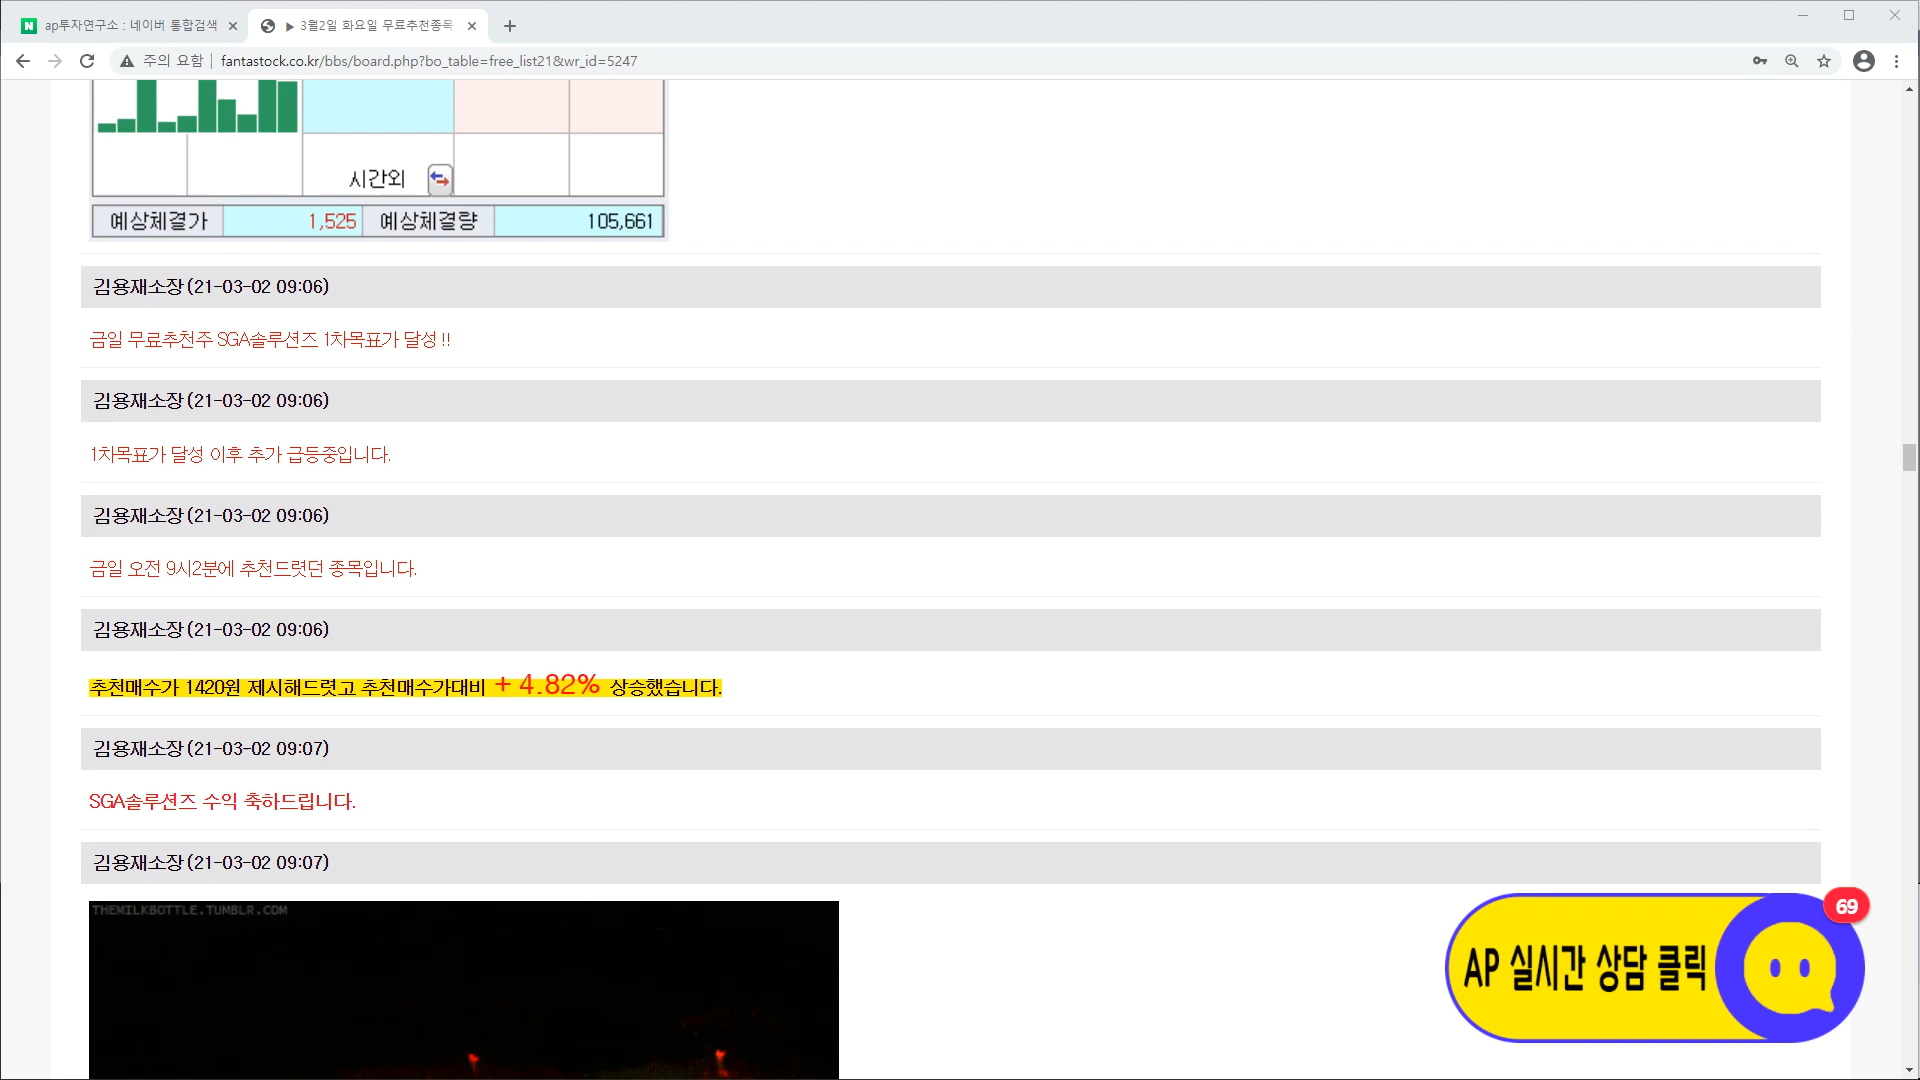 ap투자연구소 : 네이버 통합검색
▶ 3월2일 화요일 무료추천종목
주의 요함 | fantastock.co.kr/bbs/board.php?bo_table=free_list21&wr_id=5247
시간외
예상체결가 1,525 예상체결량 105,661
김용재소장 (21-03-02 09:06)
금일 무료추천주 SGA솔루션즈 1차목표가 달성 !!
김용재소장 (21-03-02 09:06)
1차목표가 달성 이후 추가 급등중입니다.
김용재소장 (21-03-02 09:06)
금일 오전 9시2분에 추천드렷던 종목입니다.
김용재소장 (21-03-02 09:06)
추천매수가 1420원 제시해드렷고 추천매수가대비 + 4.82% 상승했습니다.
김용재소장 (21-03-02 09:07)
SGA솔루션즈 수익 축하드립니다.
김용재소장 (21-03-02 09:07)
THEMILKBOTTLE.TUMBLR.COM
69
AP 실시간 상담 클릭